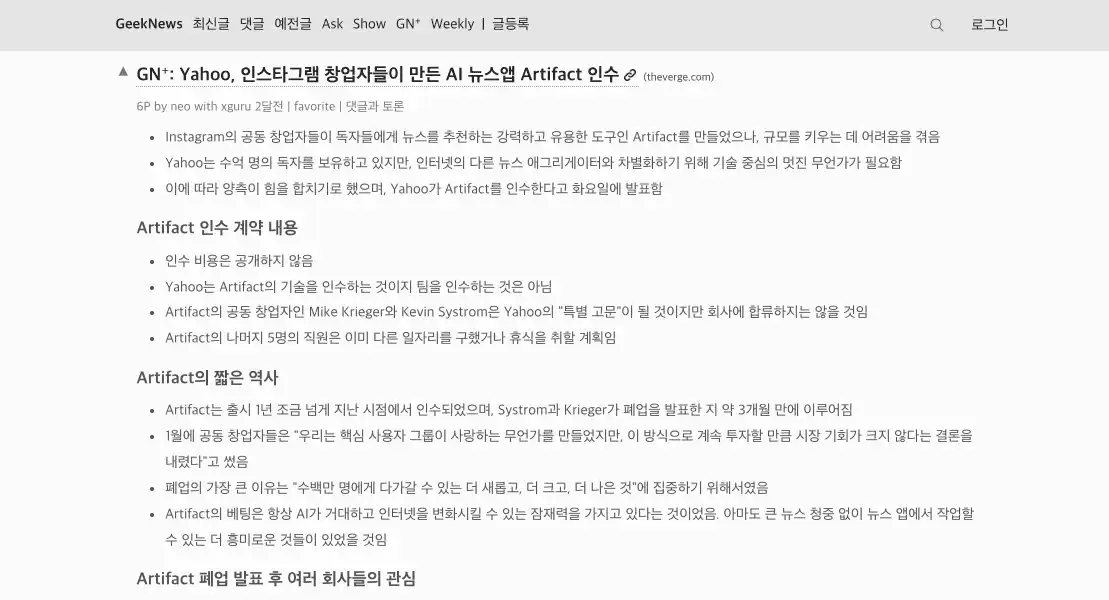 GeekNews 최신글 댓글 예전글 Ask Show GN⁺ Weekly | 글등록 로그인
▲ GN⁺: Yahoo, 인스타그램 창업자들이 만든 AI 뉴스앱 Artifact 인수 (theverge.com)
6P by neo with xguru 2달전 | favorite | 댓글과 토론
• Instagram의 공동 창업자들이 독자들에게 뉴스를 추천하는 강력하고 유용한 도구인 Artifact를 만들었으나, 규모를 키우는 데 어려움을 겪음
• Yahoo는 수억 명의 독자를 보유하고 있지만, 인터넷의 다른 뉴스 애그리게이터와 차별화하기 위해 기술 중심의 멋진 무언가가 필요함
• 이에 따라 양측이 힘을 합치기로 했으며, Yahoo가 Artifact를 인수한다고 화요일에 발표함
Artifact 인수 계약 내용
• 인수 비용은 공개하지 않음
• Yahoo는 Artifact의 기술을 인수하는 것이지 팀을 인수하는 것은 아님
• Artifact의 공동 창업자인 Mike Krieger와 Kevin Systrom은 Yahoo의 "특별 고문"이 될 것이지만 회사에 합류하지는 않을 것임
• Artifact의 나머지 5명의 직원은 이미 다른 일자리를 구했거나 휴식을 취할 계획임
Artifact의 짧은 역사
• Artifact는 출시 1년 조금 넘게 지난 시점에서 인수되었으며, Systrom과 Krieger가 폐업을 발표한 지 약 3개월 만에 이루어짐
• 1월에 공동 창업자들은 "우리는 핵심 사용자 그룹이 사랑하는 무언가를 만들었지만, 이 방식으로 계속 투자할 만큼 시장 기회가 크지 않다는 결론을
내렸다"고 썼음
• 폐업의 가장 큰 이유는 "수백만 명에게 다가갈 수 있는 더 새롭고, 더 크고, 더 나은 것"에 집중하기 위해서였음
• Artifact의 베팅은 항상 AI가 거대하고 인터넷을 변화시킬 수 있는 잠재력을 가지고 있다는 것이었음. 아마도 큰 뉴스 청중 없이 뉴스 앱에서 작업할
수 있는 더 흥미로운 것들이 있었을 것임
Artifact 폐업 발표 후 여러 회사들의 관심